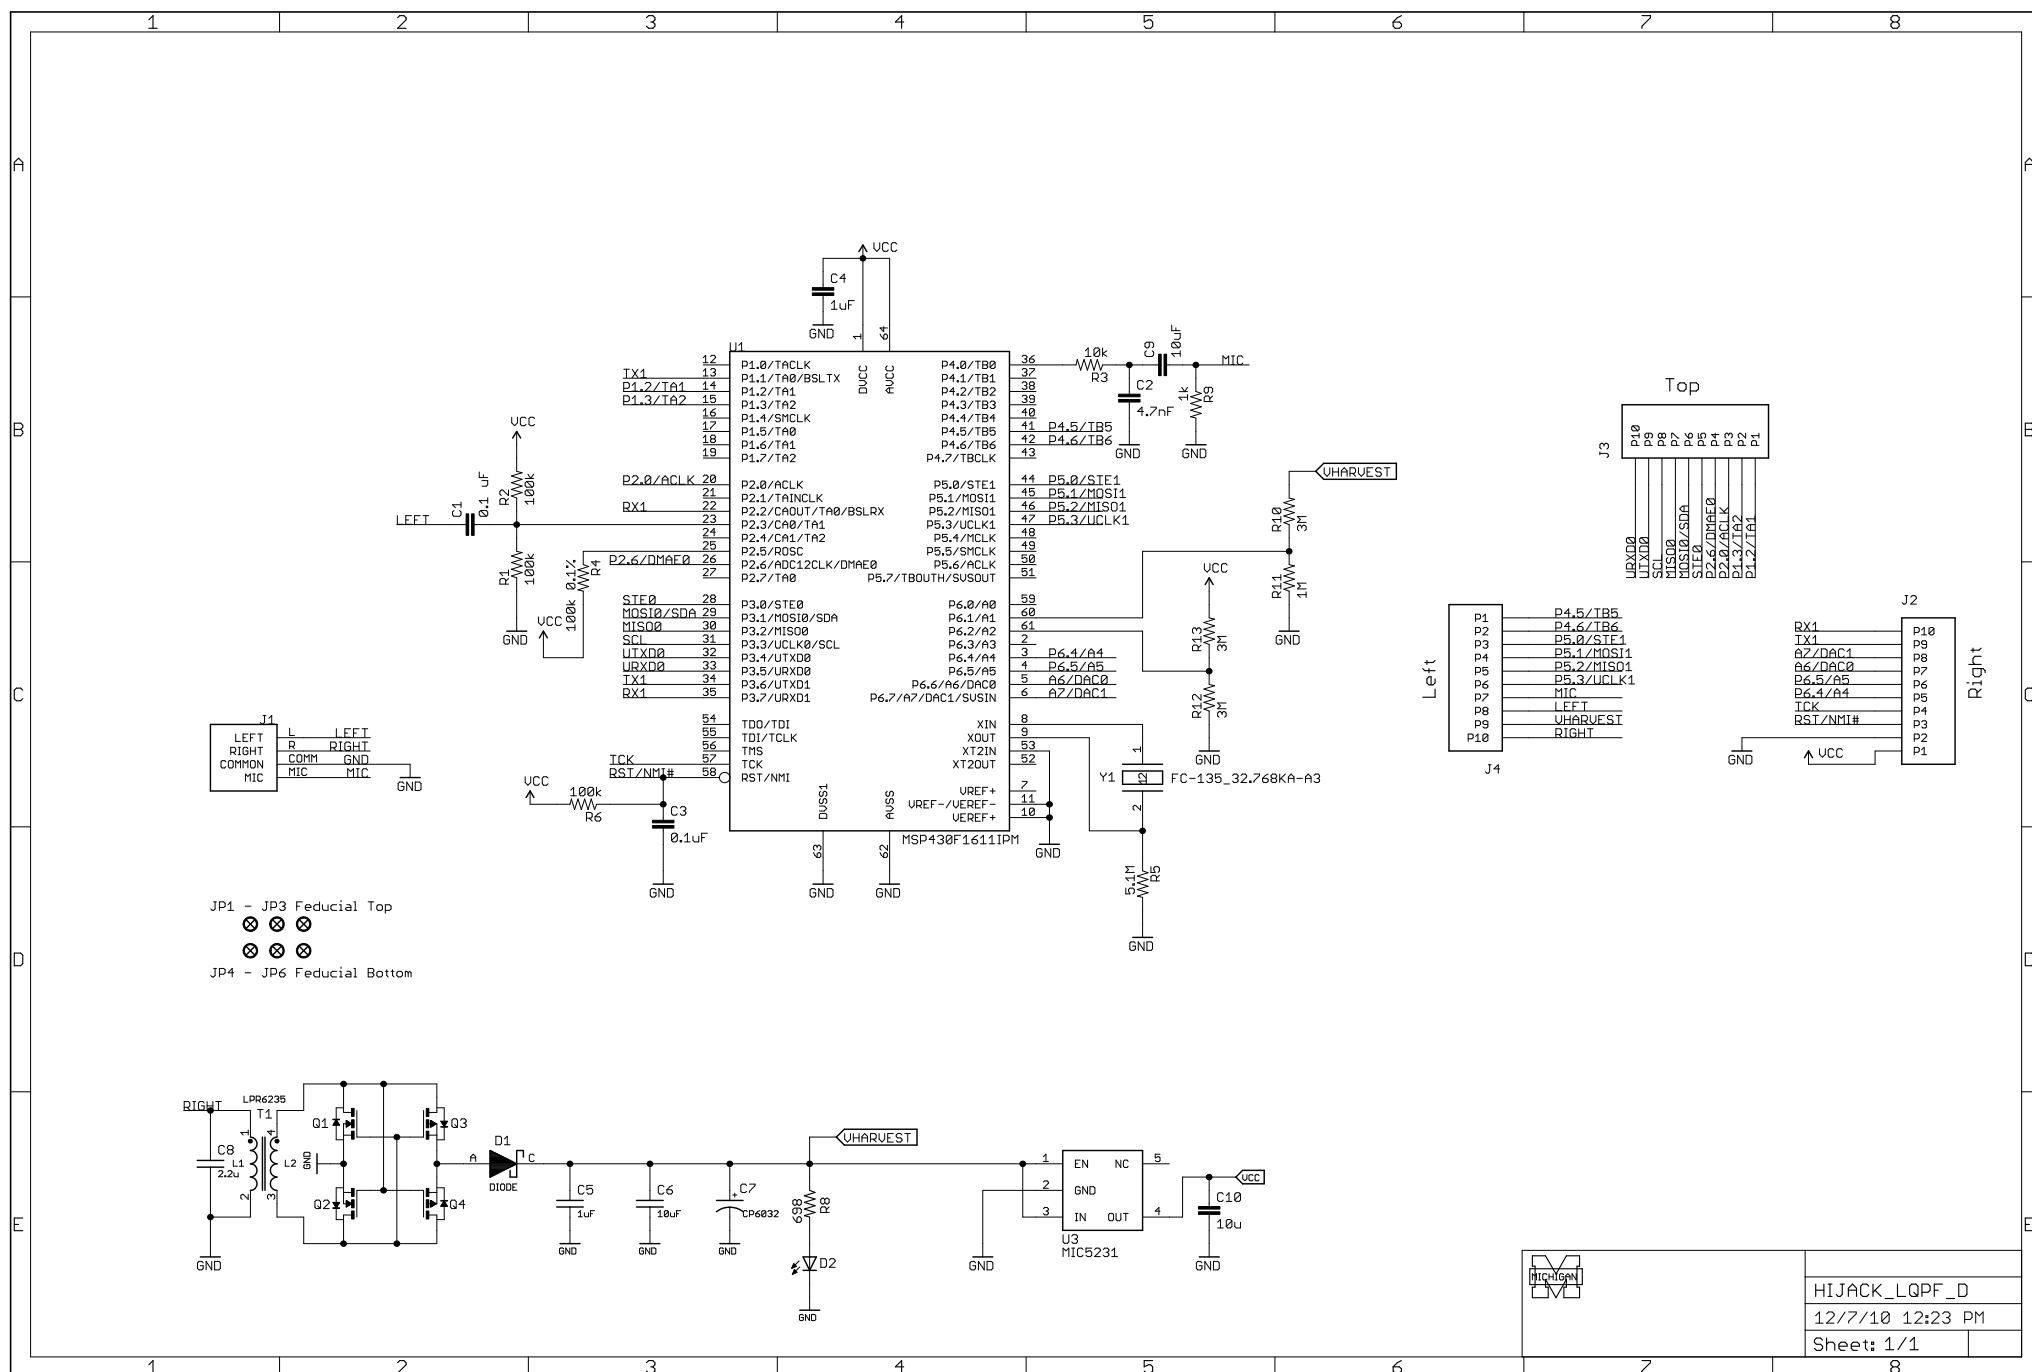 1 2 3 4 5 6 7 8
A A
VCC
C4
1uF
GND
1
64
U1
DVCC
AVCC
12 P1.0/TACLK
TX1 13 P1.1/TA0/BSLTX
P1.2/TA1 14 P1.2/TA1
P1.3/TA2 15 P1.3/TA2
16 P1.4/SMCLK
17 P1.5/TA0
18 P1.6/TA1
19 P1.7/TA2
P2.0/ACLK 20 P2.0/ACLK
21 P2.1/TAINCLK
RX1 22 P2.2/CAOUT/TA0/BSLRX
23 P2.3/CA0/TA1
24 P2.4/CA1/TA2
25 P2.5/ROSC
P2.6/DMAE0 26 P2.6/ADC12CLK/DMAE0
27 P2.7/TA0
STE0 28 P3.0/STE0
MOSI0/SDA 29 P3.1/MOSI0/SDA
MISO0 30 P3.2/MISO0
SCL 31 P3.3/UCLK0/SCL
UTXD0 32 P3.4/UTXD0
URXD0 33 P3.5/URXD0
TX1 34 P3.6/UTXD1
RX1 35 P3.7/URXD1
54 TDO/TDI
55 TDI/TCLK
56 TMS
TCK 57 TCK
RST/NMI# 58 RST/NMI
P4.0/TB0 36
P4.1/TB1 37
P4.2/TB2 38
P4.3/TB3 39
P4.4/TB4 40
P4.5/TB5 41 P4.5/TB5
P4.6/TB6 42 P4.6/TB6
P4.7/TBCLK 43
P5.0/STE1 44 P5.0/STE1
P5.1/MOSI1 45 P5.1/MOSI1
P5.2/MISO1 46 P5.2/MISO1
P5.3/UCLK1 47 P5.3/UCLK1
P5.4/MCLK 48
P5.5/SMCLK 49
P5.6/ACLK 50
P5.7/TBOUTH/SVSOUT 51
P6.0/A0 59
P6.1/A1 60
P6.2/A2 61
P6.3/A3 2
P6.4/A4 3 P6.4/A4
P6.5/A5 4 P6.5/A5
P6.6/A6/DAC0 5 A6/DAC0
P6.7/A7/DAC1/SVSIN 6 A7/DAC1
XIN 8
XOUT 9
XT2IN 53
XT2OUT 52
VREF+ 7
VREF-/VEREF- 11
VEREF+ 10
DVSS1
AVSS
MSP430F1611IPM
63
62
GND GND GND
10k
R3
C9
10uF
MIC
C2
4.7nF
1k
R9
GND GND
B B
VCC
R2
100k
LEFT
C1
0.1 uF
R1
100k
GND
100k 0.1%
R4
VCC
VHARVEST
R10
3M
R11
1M
GND
VCC
R13
3M
R12
3M
GND
1
Y1 12 FC-135_32.768KA-A3
2
5.1M
R5
GND
VCC
100k
R6
C3
0.1uF
GND
Top
J3
P10 P9 P8 P7 P6 P5 P4 P3 P2 P1
URXD0
UTXD0
SCL
MISO0
MOSI0/SDA
STE0
P2.6/DMAE0
P2.0/ACLK
P1.3/TA2
P1.2/TA1
C C
Left
P1 P4.5/TB5
P2 P4.6/TB6
P3 P5.0/STE1
P4 P5.1/MOSI1
P5 P5.2/MISO1
P6 P5.3/UCLK1
P7 MIC
P8 LEFT
P9 VHARVEST
P10 RIGHT
J4
J2
RX1 P10
TX1 P9
A7/DAC1 P8
A6/DAC0 P7
P6.5/A5 P6
P6.4/A4 P5
TCK P4
RST/NMI# P3
P2
VCC P1
GND
Right
J1
LEFT L LEFT
RIGHT R RIGHT
COMMON COMM GND
MIC MIC MIC
GND
D D
JP1 - JP3 Feducial Top
JP4 - JP6 Feducial Bottom
RIGHT
C8
2.2u
GND
LPR6235
T1
1 4
L1 L2
2 3
GND
Q1
Q3
Q2
Q4
D1
A C
DIODE
C5
1uF
GND
C6
10uF
GND
+ C7
CP6032
GND
VHARVEST
698
R8
D2
GND
1 EN NC 5
2 GND
3 IN OUT 4
U3
MIC5231
GND
VCC
C10
10u
GND
E E
MICHIGAN
HIJACK_LQPF_D
12/7/10 12:23 PM
Sheet: 1/1
1 2 3 4 5 6 7 8